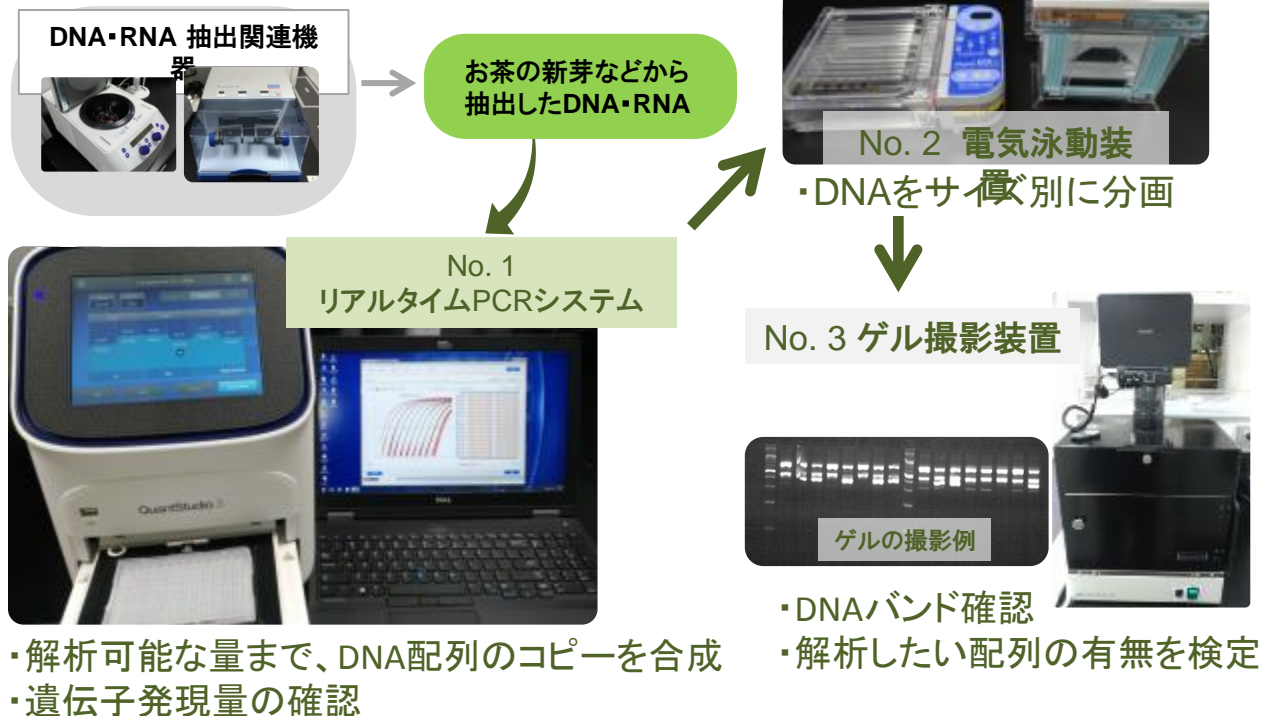 DNA・RNA 抽出関連機
器
お茶の新芽などから
抽出したDNA・RNA
No. 1
リアルタイムPCRシステム
QuantStudio
DELL
・解析可能な量まで、DNA配列のコピーを合成
・遺伝子発現量の確認
No. 2 電気泳動装
置
・DNAをサイズ別に分画
No. 3 ゲル撮影装置
ゲルの撮影例
・DNAバンド確認
・解析したい配列の有無を検定